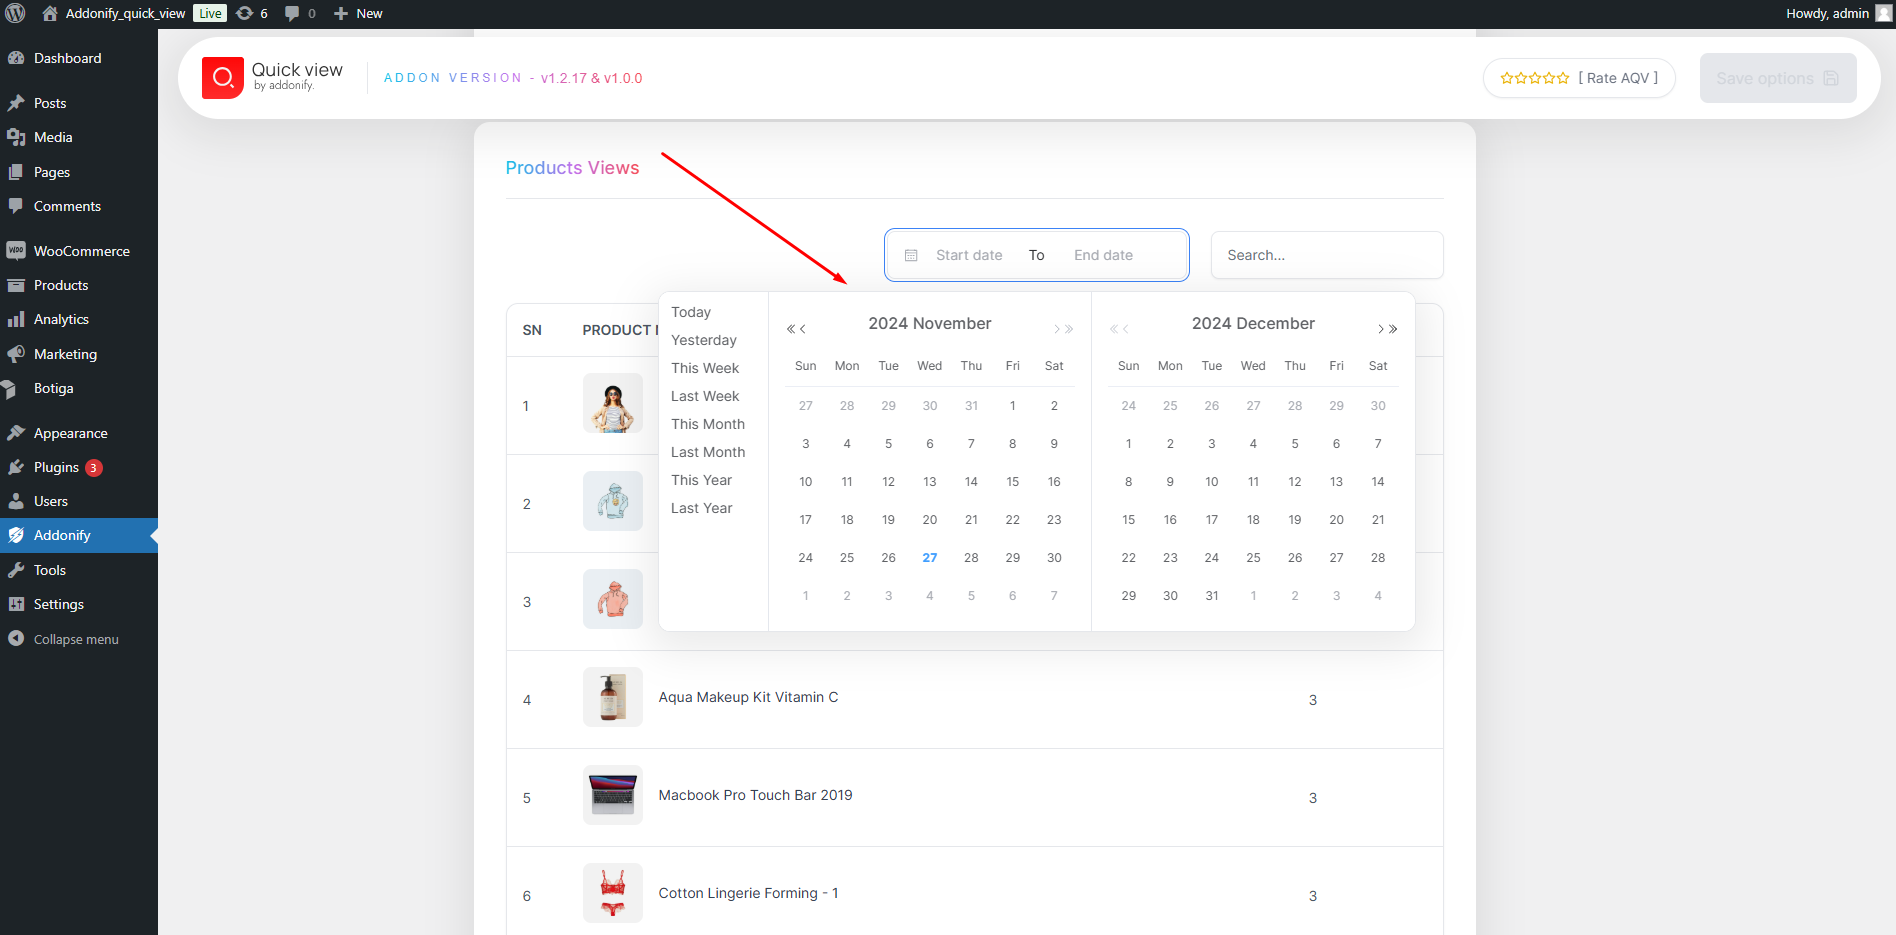 Addonify_quick_view Live 6 0 New Howdy, admin
Dashboard
Posts
Media
Pages
Comments
WOO WooCommerce
Products
Analytics
Marketing
Botiga
Appearance
Plugins 3
Users
Addonify
Tools
Settings
Collapse menu
Quick view
by addonify.
ADDON VERSION - v1.2.17 & v1.0.0
[ Rate AQV ]
Save options
Products Views
Start date To End date
Search...
SN PRODUCT
Today
Yesterday
This Week
Last Week
This Month
Last Month
This Year
Last Year
2024 November
Sun Mon Tue Wed Thu Fri Sat
27 28 29 30 31 1 2
3 4 5 6 7 8 9
10 11 12 13 14 15 16
17 18 19 20 21 22 23
24 25 26 27 28 29 30
1 2 3 4 5 6 7
2024 December
Sun Mon Tue Wed Thu Fri Sat
24 25 26 27 28 29 30
1 2 3 4 5 6 7
8 9 10 11 12 13 14
15 16 17 18 19 20 21
22 23 24 25 26 27 28
29 30 31 1 2 3 4
1
2
3
4 Aqua Makeup Kit Vitamin C 3
5 Macbook Pro Touch Bar 2019 3
6 Cotton Lingerie Forming - 1 3